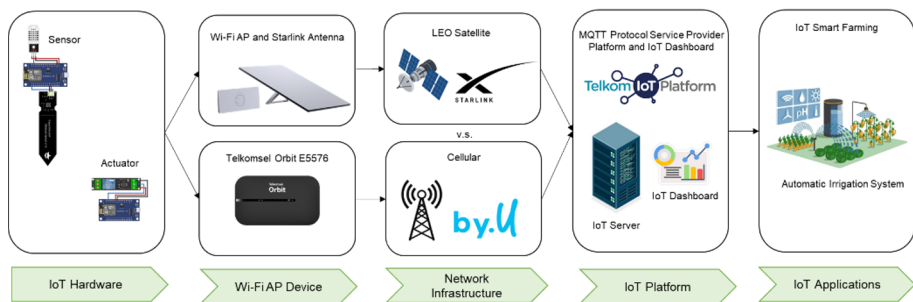 Sensor
Actuator
Wi-Fi AP and Starlink Antenna
Telkomsel Orbit E5576
Telkomsel
Orbit
LEO Satellite
STARLINK
v.s.
Cellular
by.U
MQTT Protocol Service Provider
Platform and IoT Dashboard
Telkom IoT Platform
IoT Server
IoT Dashboard
IoT Smart Farming
pH
Automatic Irrigation System
IoT Hardware
Wi-Fi AP Device
Network
Infrastructure
IoT Platform
IoT Applications